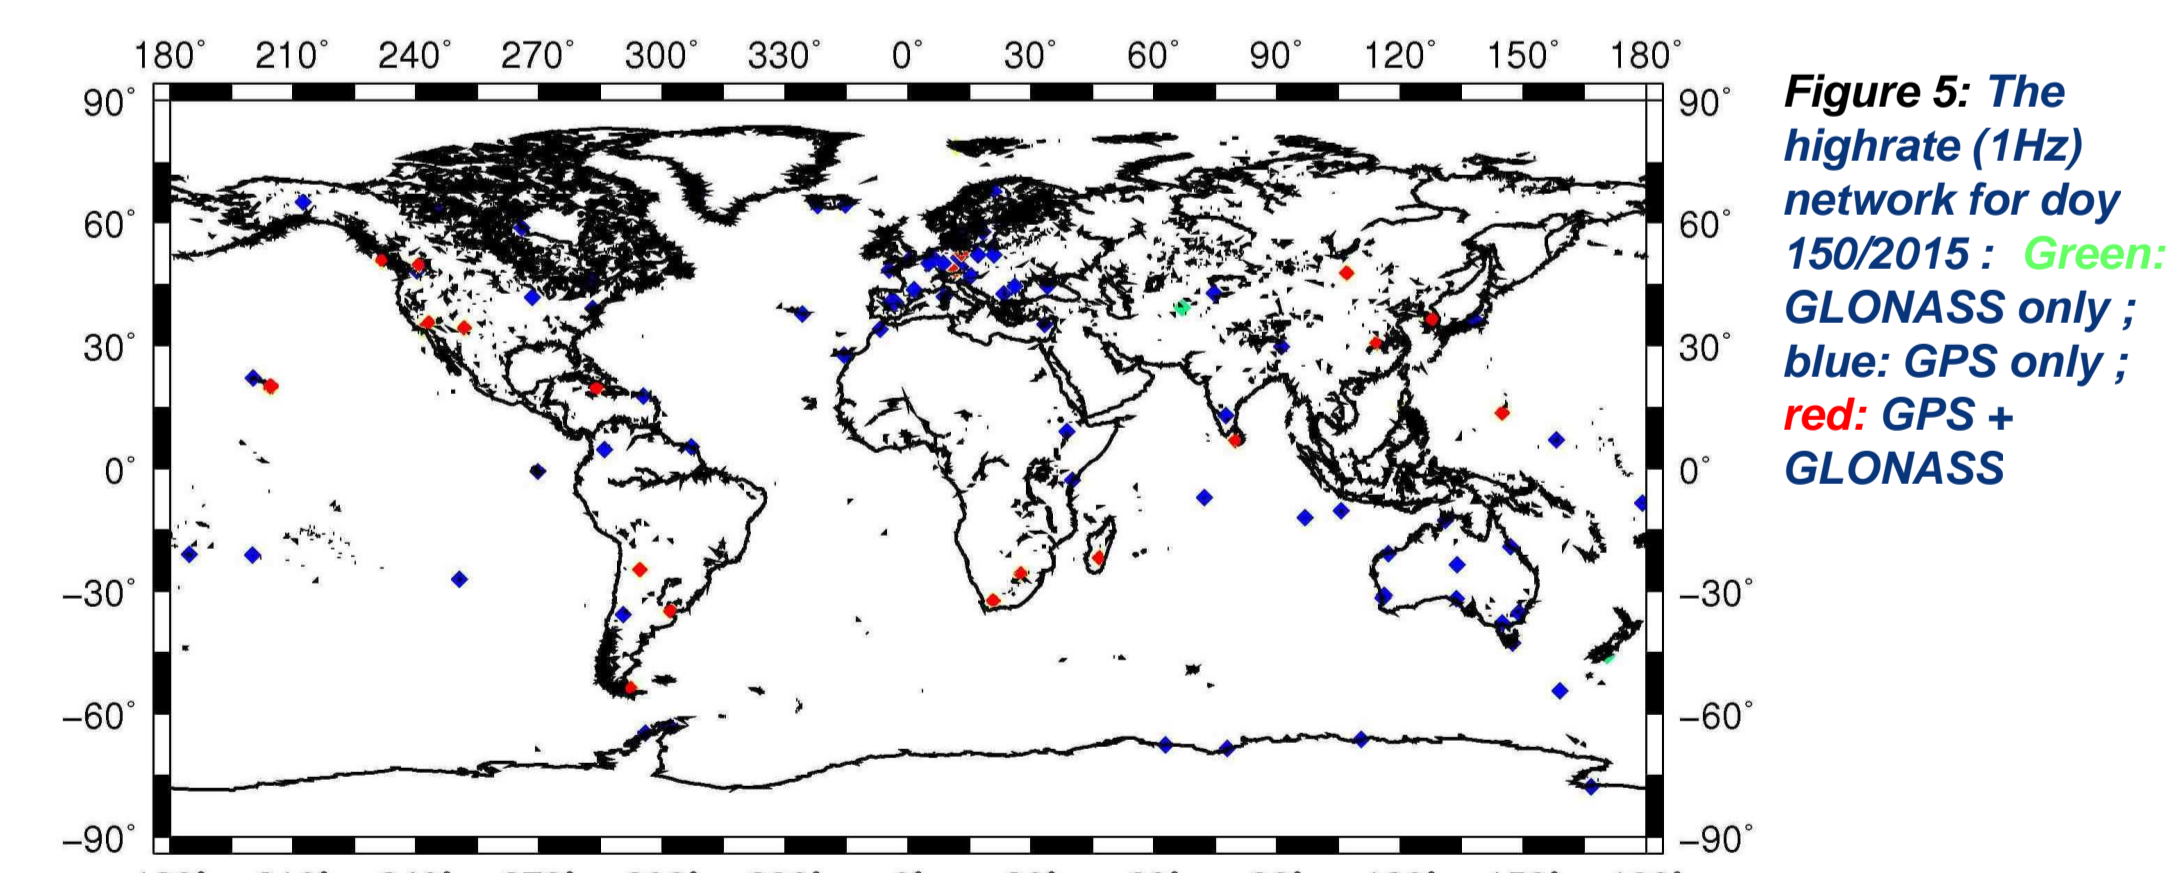 180° 210° 240° 270° 300° 330° 0° 30° 60° 90° 120° 150° 180°
90° 90°
60° 60°
30° 30°
0° 0°
−30° −30°
−60° −60°
−90° −90°
Figure 5: The
highrate (1Hz)
network for doy
150/2015 : Green:
GLONASS only ;
blue: GPS only ;
red: GPS +
GLONASS